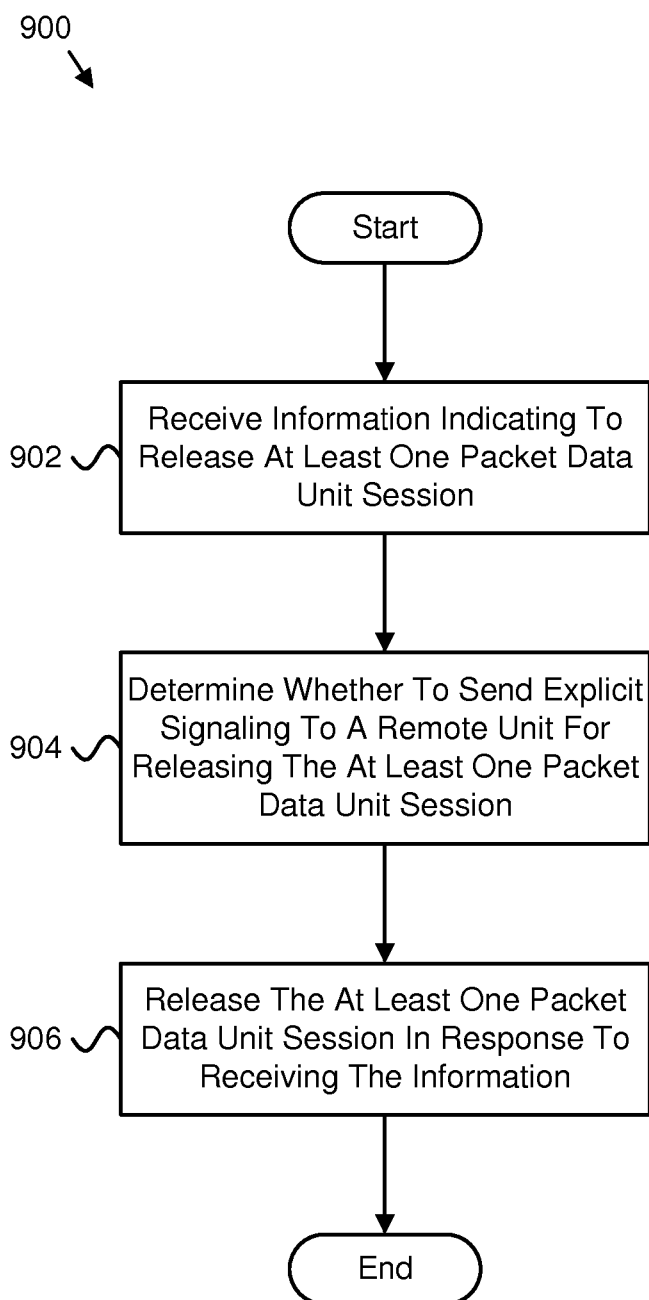 900
Start
902
Receive Information Indicating To
Release At Least One Packet Data
Unit Session
904
Determine Whether To Send Explicit
Signaling To A Remote Unit For
Releasing The At Least One Packet
Data Unit Session
906
Release The At Least One Packet
Data Unit Session In Response To
Receiving The Information
End